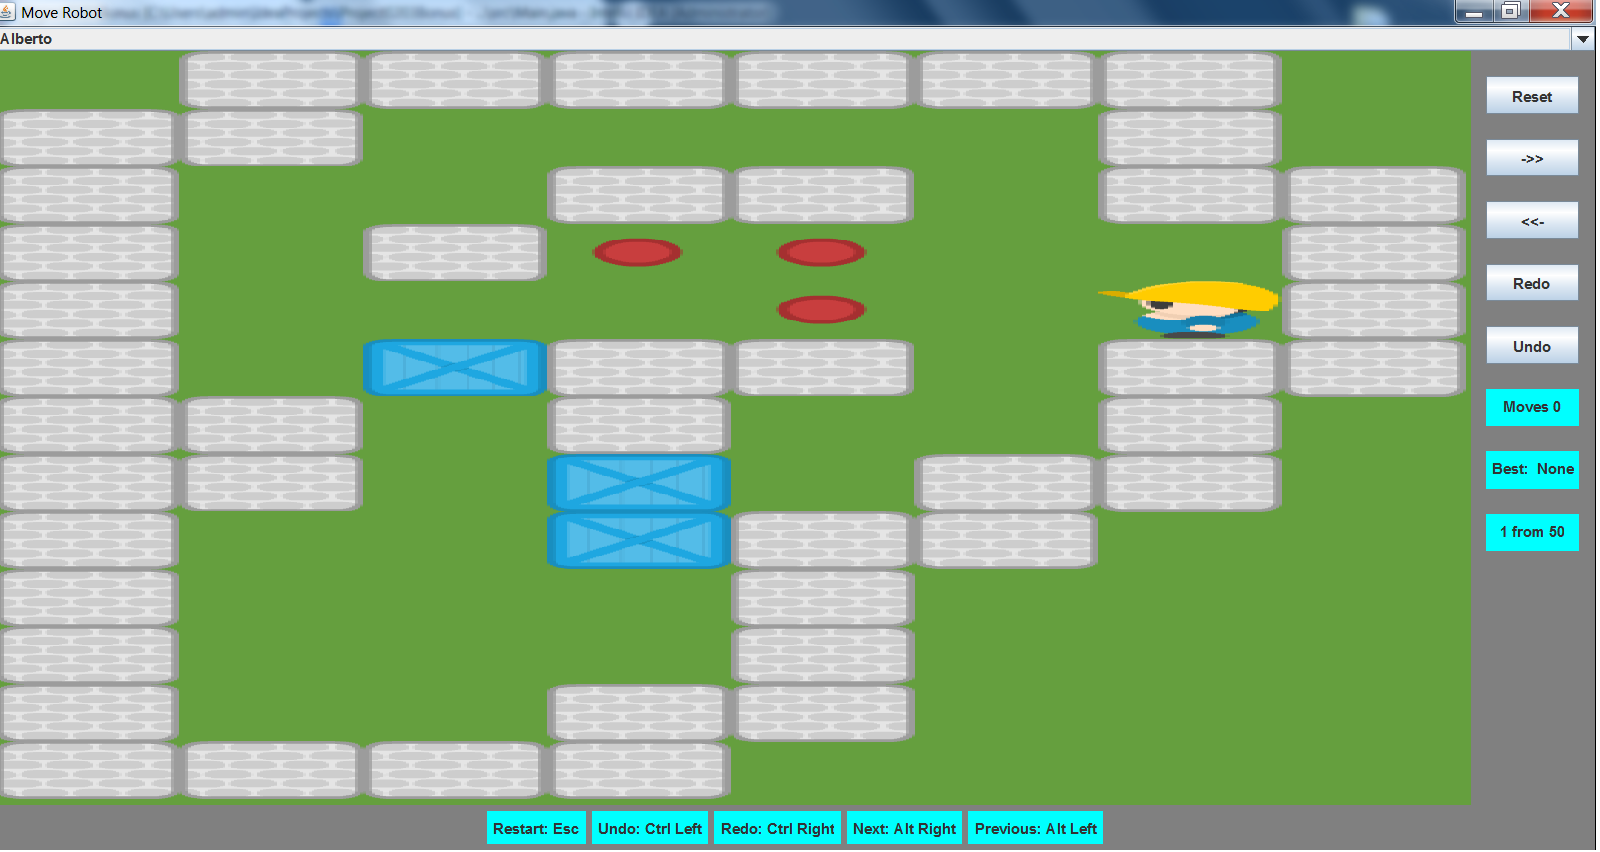 Move Robot
Alberto
Reset
->>
<<-
Redo
Undo
Moves 0
Best: None
1 from 50
Restart: Esc
Undo: Ctrl Left
Redo: Ctrl Right
Next: Alt Right
Previous: Alt Left